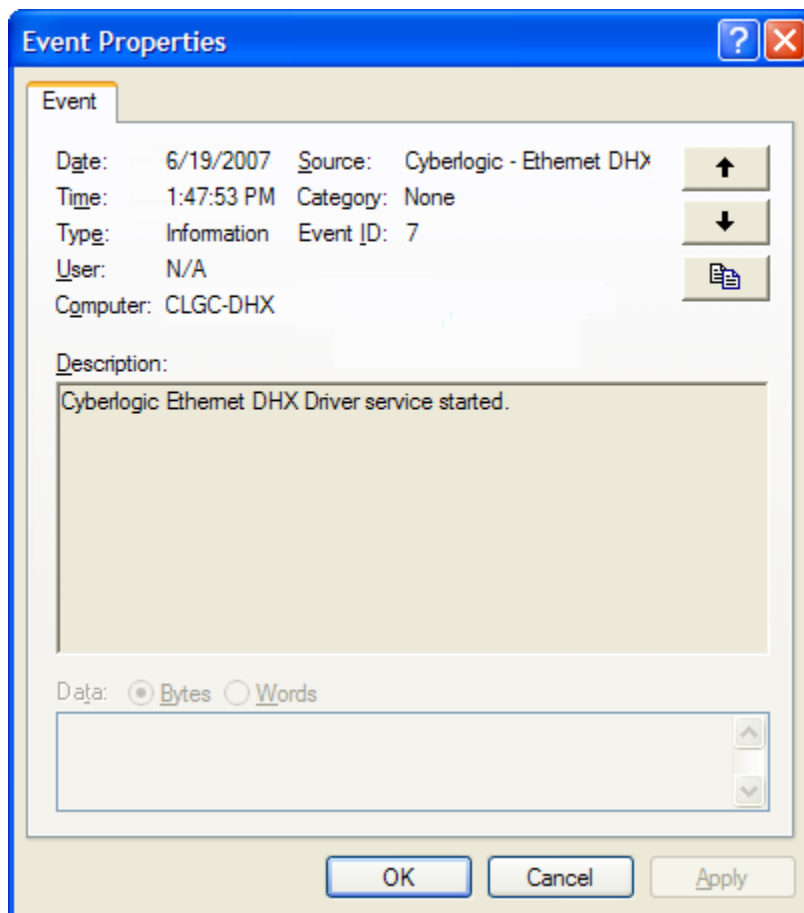 Event Properties
Event
Date: 6/19/2007 Source: Cyberlogic - Ethernet DHX
Time: 1:47:53 PM Category: None
Type: Information Event ID: 7
User: N/A
Computer: CLGC-DHX
Description:
Cyberlogic Ethernet DHX Driver service started.
Data: Bytes Words
OK Cancel Apply